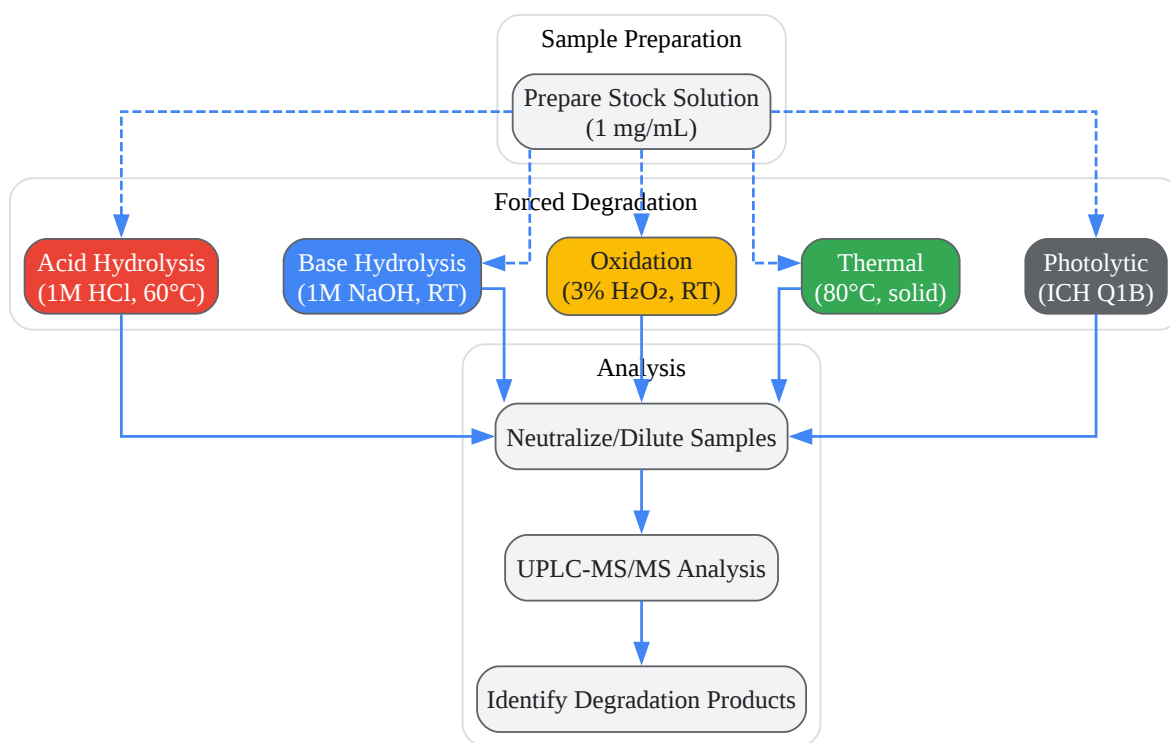 Sample Preparation
Prepare Stock Solution
(1 mg/mL)
Forced Degradation
Acid Hydrolysis
(1M HCl, 60°C)
Base Hydrolysis
(1M NaOH, RT)
Oxidation
(3% H₂O₂, RT)
Thermal
(80°C, solid)
Photolytic
(ICH Q1B)
Analysis
Neutralize/Dilute Samples
UPLC-MS/MS Analysis
Identify Degradation Products